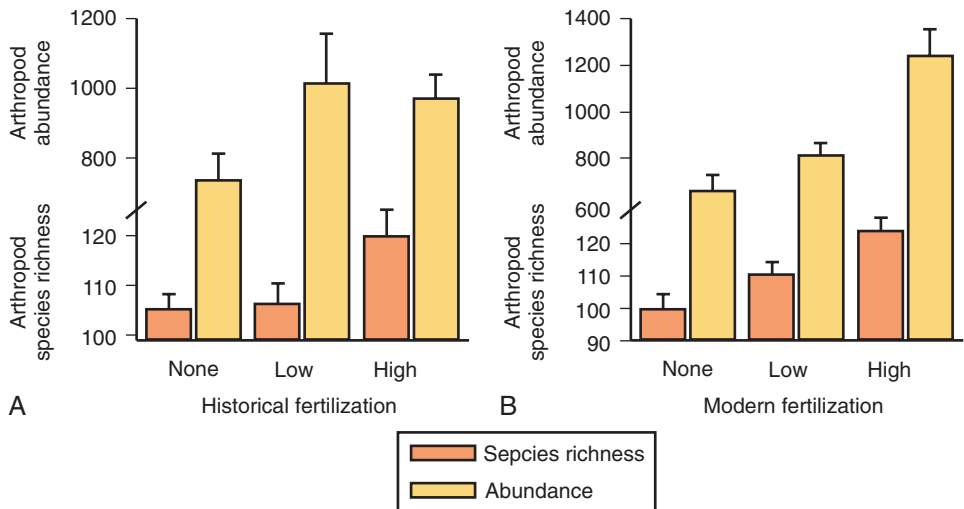 Arthropod
abundance
Arthropod
species richness
1200
1000
800
120
110
100
None
Low
High
A
Historical fertilization
Arthropod
abundance
Arthropod
species richness
1400
1200
800
600
120
110
100
90
None
Low
High
B
Modern fertilization
Sepcies richness
Abundance